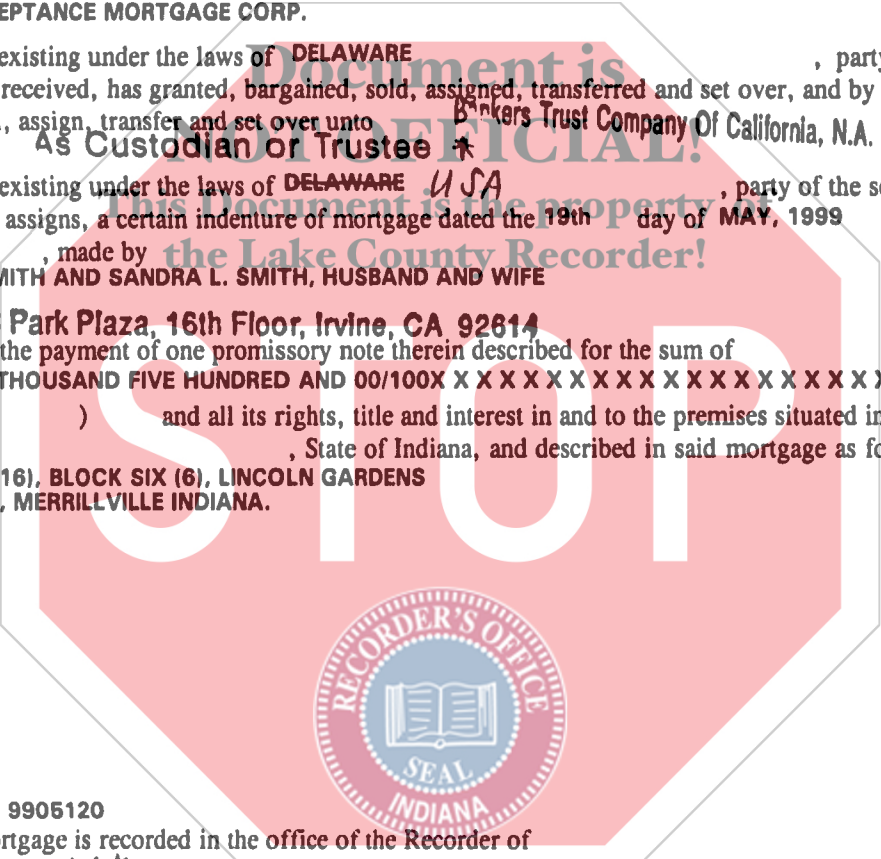 EPTANCE MORTGAGE CORP.
existing under the laws of DELAWARE , party
received, has granted, bargained, sold, assigned, transferred and set over, and by
., assign, transfer and set over unto Bankers Trust Company Of California, N.A.
As Custodian or Trustee *
existing under the laws of DELAWARE USA , party of the se
assigns, a certain indenture of mortgage dated the 19th day of MAY, 1999
, made by
MITH AND SANDRA L. SMITH, HUSBAND AND WIFE
Park Plaza, 16th Floor, Irvine, CA 92614
the payment of one promissory note therein described for the sum of
THOUSAND FIVE HUNDRED AND 00/100X X X X X X X X X X X X X X X X X X X
) and all its rights, title and interest in and to the premises situated in
, State of Indiana, and described in said mortgage as fo
16), BLOCK SIX (6), LINCOLN GARDENS
, MERRILLVILLE INDIANA.
9905120
rtgage is recorded in the office of the Recorder of
Document is
NOT OFFICIAL!
This Document is the property of
the Lake County Recorder!
STOP
RECORDER'S OFFICE
SEAL
INDIANA